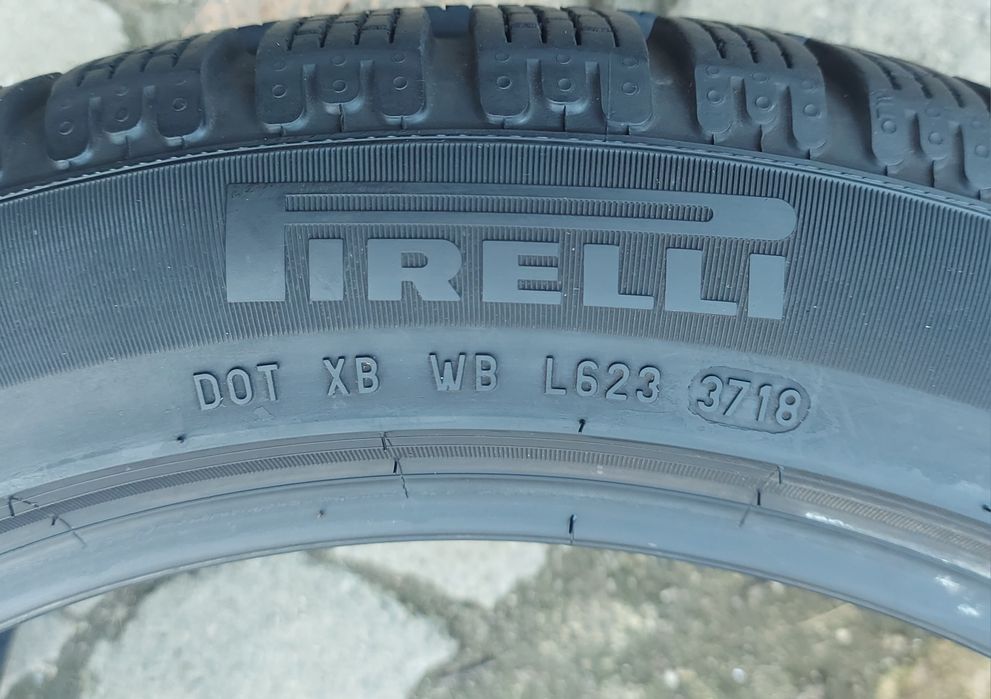 PIRELLI
DOT XB WB L623 3718